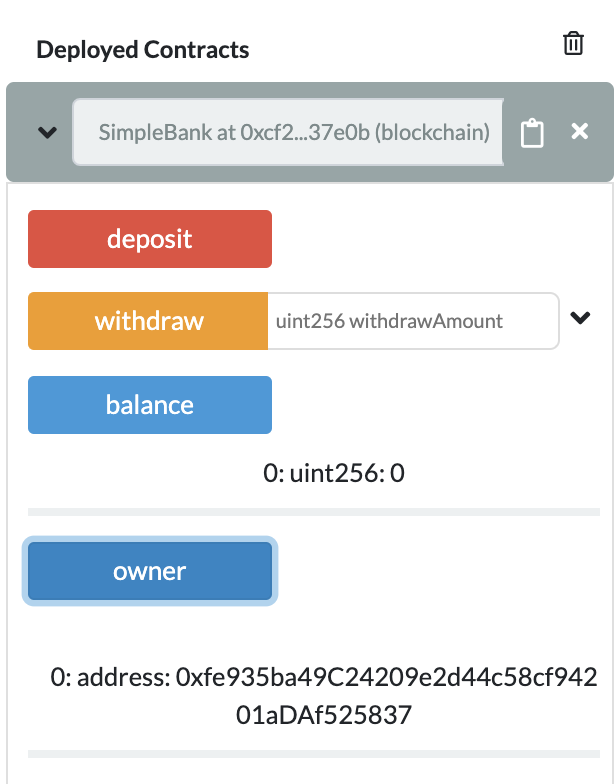 Deployed Contracts
SimpleBank at 0xcf2...37e0b (blockchain)
deposit
withdraw uint256 withdrawAmount
balance
0: uint256: 0
owner
0: address: 0xfe935ba49C24209e2d44c58cf942
01aDAf525837